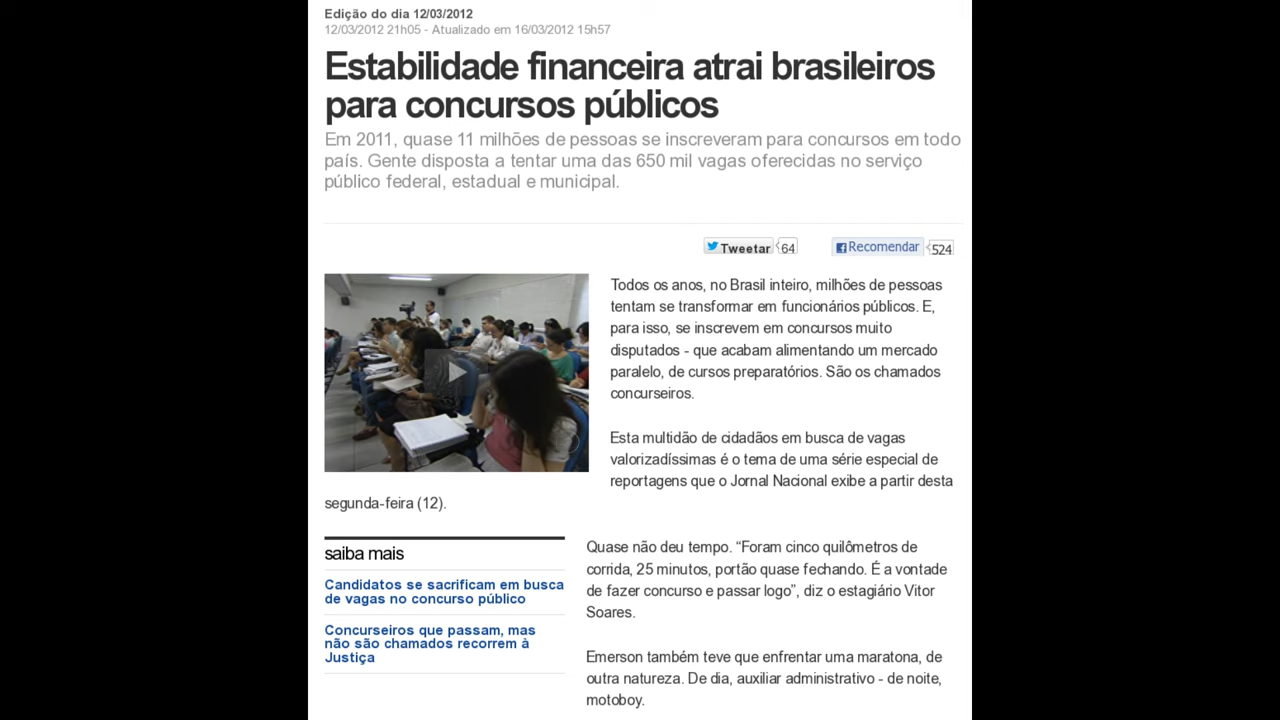 Edição do dia 12/03/2012
12/03/2012 21h05 - Atualizado em 16/03/2012 15h57
Estabilidade financeira atrai brasileiros
para concursos públicos
Em 2011, quase 11 milhões de pessoas se inscreveram para concursos em todo
país. Gente disposta a tentar uma das 650 mil vagas oferecidas no serviço
público federal, estadual e municipal.
Tweetar 64 Recomendar 524
Todos os anos, no Brasil inteiro, milhões de pessoas
tentam se transformar em funcionários públicos. E,
para isso, se inscrevem em concursos muito
disputados - que acabam alimentando um mercado
paralelo, de cursos preparatórios. São os chamados
concurseiros.
Esta multidão de cidadãos em busca de vagas
valorizadíssimas é o tema de uma série especial de
reportagens que o Jornal Nacional exibe a partir desta
segunda-feira (12).
saiba mais
Candidatos se sacrificam em busca
de vagas no concurso público
Concurseiros que passam, mas
não são chamados recorrem à
Justiça
Quase não deu tempo. “Foram cinco quilômetros de
corrida, 25 minutos, portão quase fechando. É a vontade
de fazer concurso e passar logo”, diz o estagiário Vitor
Soares.
Emerson também teve que enfrentar uma maratona, de
outra natureza. De dia, auxiliar administrativo - de noite,
motoboy.